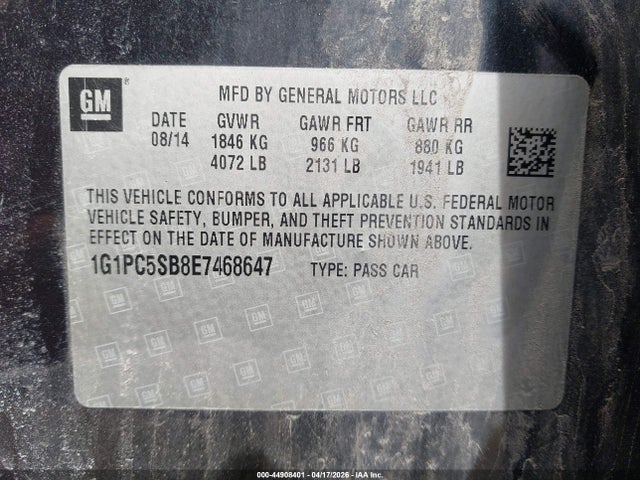 GM
MFD BY GENERAL MOTORS LLC
DATE GVWR GAWR FRT GAWR RR
08/14 1846 KG 966 KG 880 KG
4072 LB 2131 LB 1941 LB
THIS VEHICLE CONFORMS TO ALL APPLICABLE U.S. FEDERAL MOTOR
VEHICLE SAFETY, BUMPER, AND THEFT PREVENTION STANDARDS IN
EFFECT ON THE DATE OF MANUFACTURE SHOWN ABOVE.
1G1PC5SB8E7468647 TYPE: PASS CAR
000-44908401 - 04/17/2026 - IAA Inc.